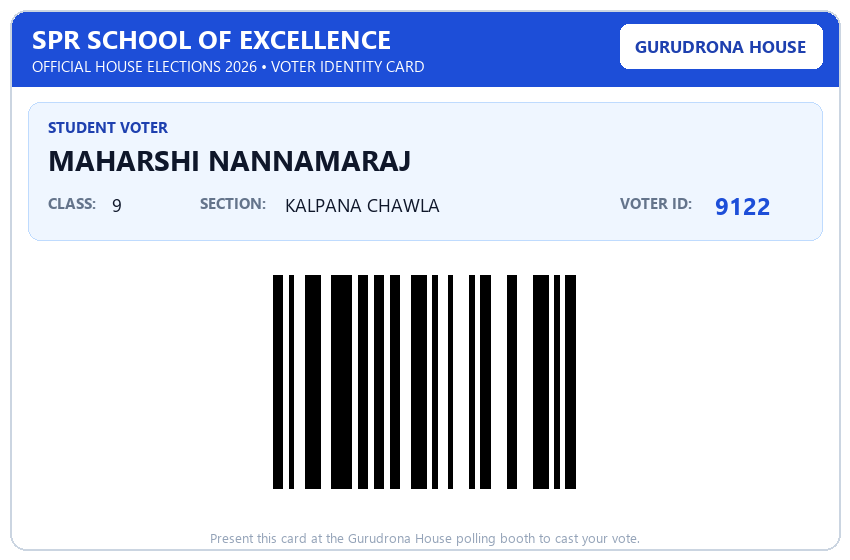 SPR SCHOOL OF EXCELLENCE
OFFICIAL HOUSE ELECTIONS 2026 • VOTER IDENTITY CARD
GURUDRONA HOUSE
STUDENT VOTER
MAHARSHI NANNAMARAJ
CLASS: 9 SECTION: KALPANA CHAWLA VOTER ID: 9122
Present this card at the Gurudrona House polling booth to cast your vote.